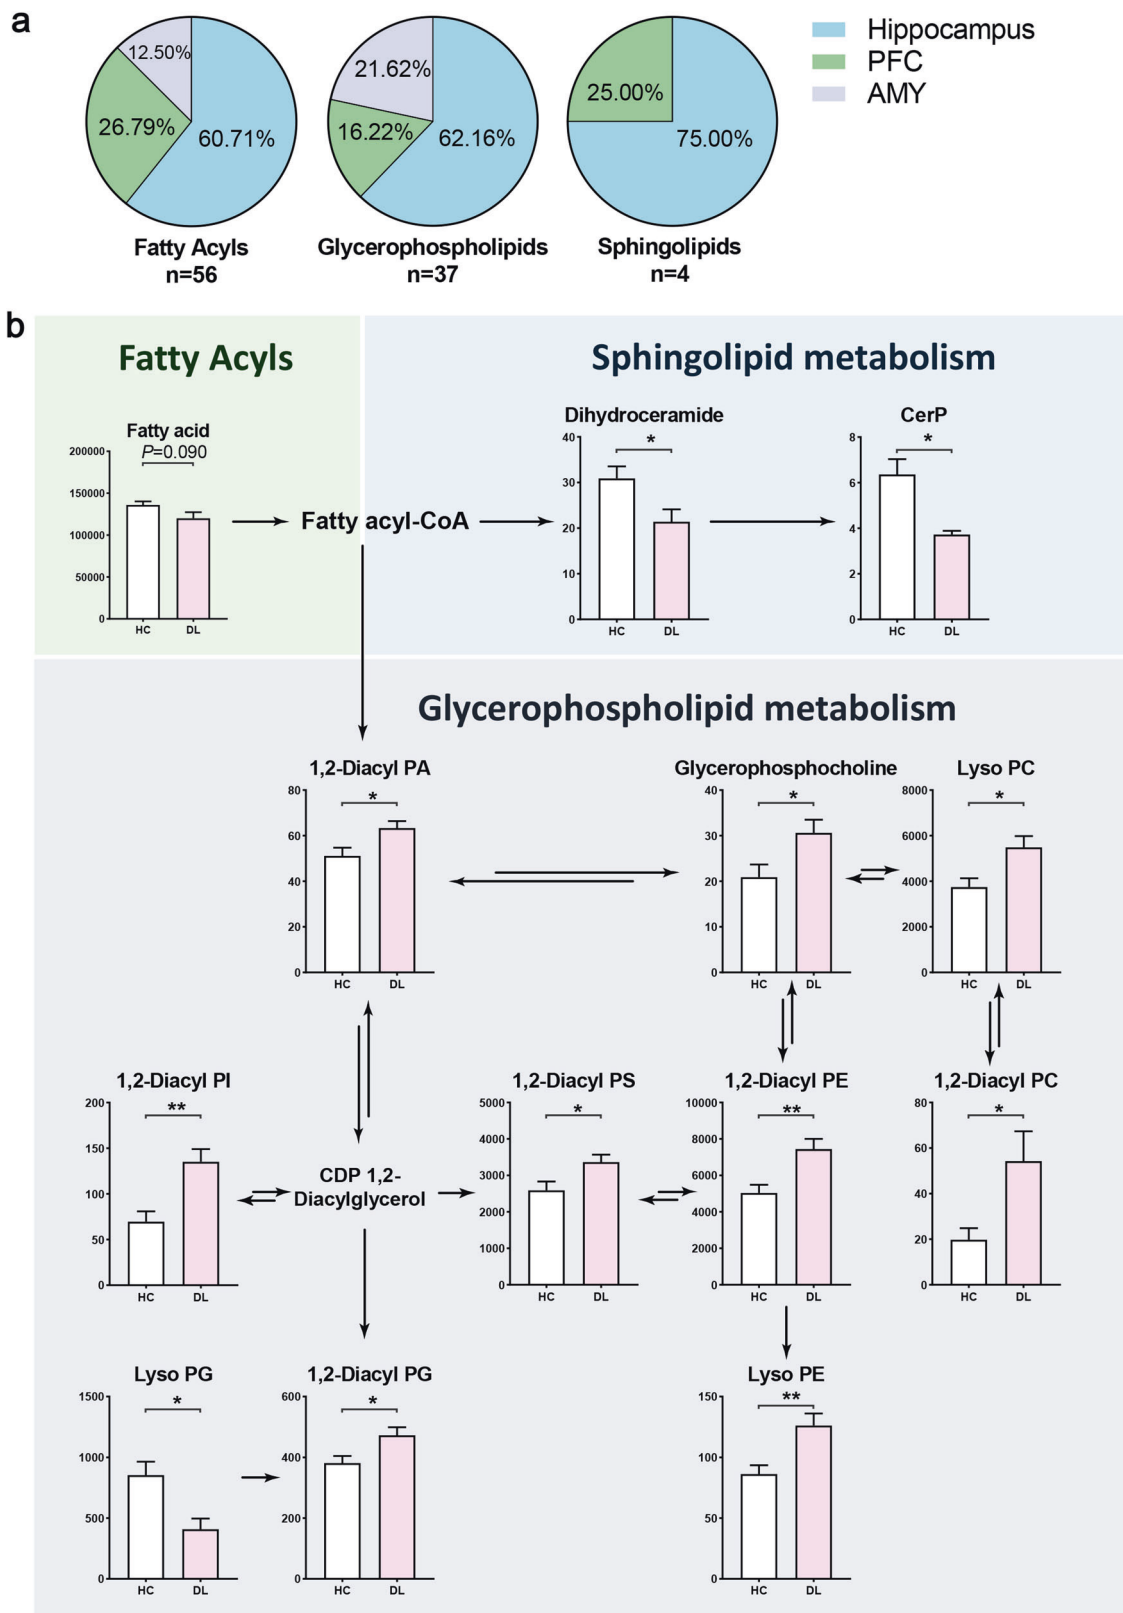 a
12.50%
26.79%
60.71%
Fatty Acyls
n=56
21.62%
16.22%
62.16%
Glycerophospholipids
n=37
25.00%
75.00%
Sphingolipids
n=4
Hippocampus
PFC
AMY
b
Fatty Acyls
Sphingolipid metabolism
Fatty acid
P=0.090
200000
150000
100000
50000
0
HC DL
Fatty acyl-CoA
Dihydroceramide
*
40
30
20
10
0
HC DL
CerP
*
8
6
4
2
0
HC DL
Glycerophospholipid metabolism
1,2-Diacyl PA
*
80
60
40
20
0
HC DL
Glycerophosphocholine
*
40
30
20
10
0
HC DL
Lyso PC
*
8000
6000
4000
2000
0
HC DL
1,2-Diacyl PI
**
200
150
100
50
0
HC DL
CDP 1,2-
Diacylglycerol
1,2-Diacyl PS
*
5000
4000
3000
2000
1000
0
HC DL
1,2-Diacyl PE
**
10000
8000
6000
4000
2000
0
HC DL
1,2-Diacyl PC
*
80
60
40
20
0
HC DL
Lyso PG
*
1500
1000
500
0
HC DL
1,2-Diacyl PG
*
600
400
200
0
HC DL
Lyso PE
**
150
100
50
0
HC DL